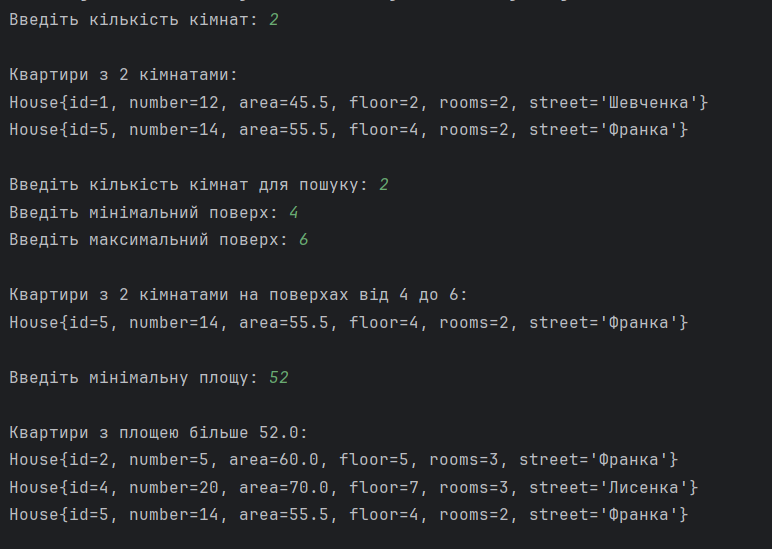 Введіть кількість кімнат: 2
Квартири з 2 кімнатами:
House{id=1, number=12, area=45.5, floor=2, rooms=2, street='Шевченка'}
House{id=5, number=14, area=55.5, floor=4, rooms=2, street='Франка'}
Введіть кількість кімнат для пошуку: 2
Введіть мінімальний поверх: 4
Введіть максимальний поверх: 6
Квартири з 2 кімнатами на поверхах від 4 до 6:
House{id=5, number=14, area=55.5, floor=4, rooms=2, street='Франка'}
Введіть мінімальну площу: 52
Квартири з площею більше 52.0:
House{id=2, number=5, area=60.0, floor=5, rooms=3, street='Франка'}
House{id=4, number=20, area=70.0, floor=7, rooms=3, street='Лисенка'}
House{id=5, number=14, area=55.5, floor=4, rooms=2, street='Франка'}